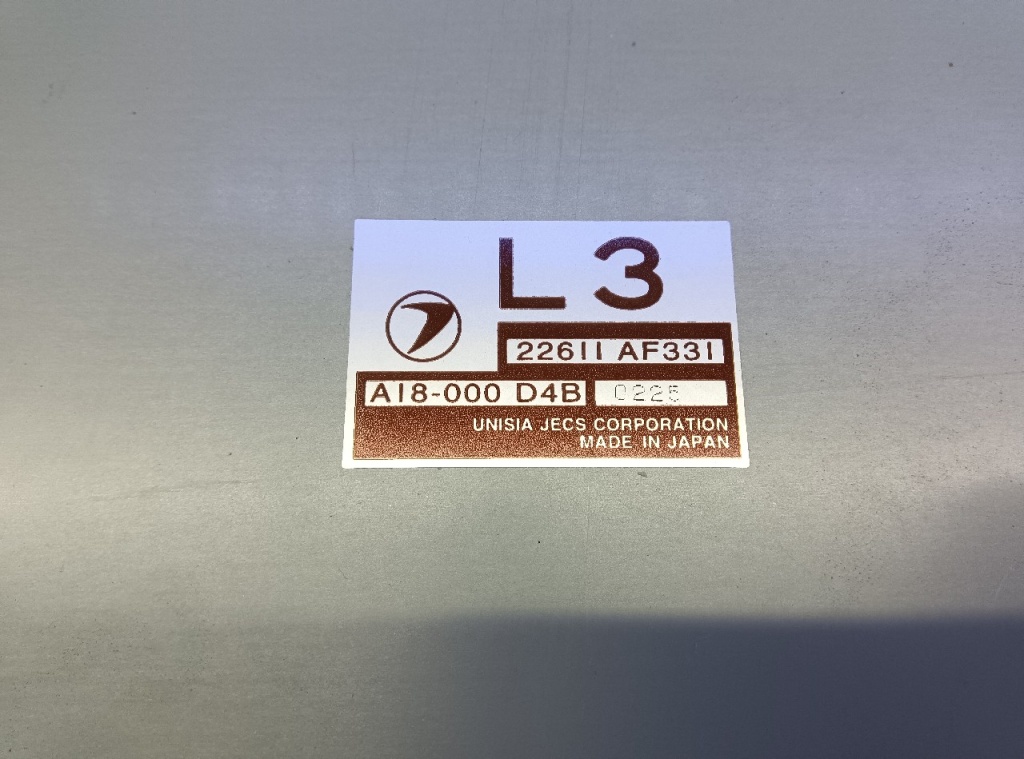 L3
22611 AF331
A18-000 D4B 0225
UNISIA JECS CORPORATION
MADE IN JAPAN